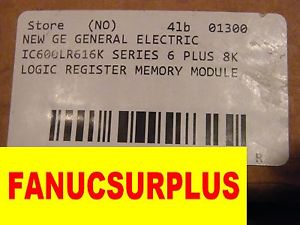 Store (NO) 4lb 01300
NEW GE GENERAL ELECTRIC
IC600LR616K SERIES 6 PLUS 8K
LOGIC REGISTER MEMORY MODULE
R
FANUCSURPLUS